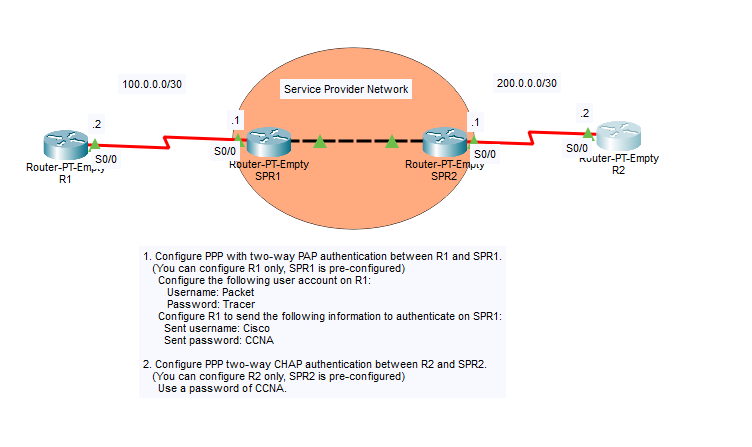 100.0.0.0/30
200.0.0.0/30
Service Provider Network
.2
.1
.1
.2
S0/0
S0/0
S0/0
S0/0
Router-PT-Empty
R1
Router-PT-Empty
SPR1
Router-PT-Empty
SPR2
Router-PT-Empty
R2
1. Configure PPP with two-way PAP authentication between R1 and SPR1.
(You can configure R1 only, SPR1 is pre-configured)
Configure the following user account on R1:
Username: Packet
Password: Tracer
Configure R1 to send the following information to authenticate on SPR1:
Sent username: Cisco
Sent password: CCNA
2. Configure PPP two-way CHAP authentication between R2 and SPR2.
(You can configure R2 only, SPR2 is pre-configured)
Use a password of CCNA.